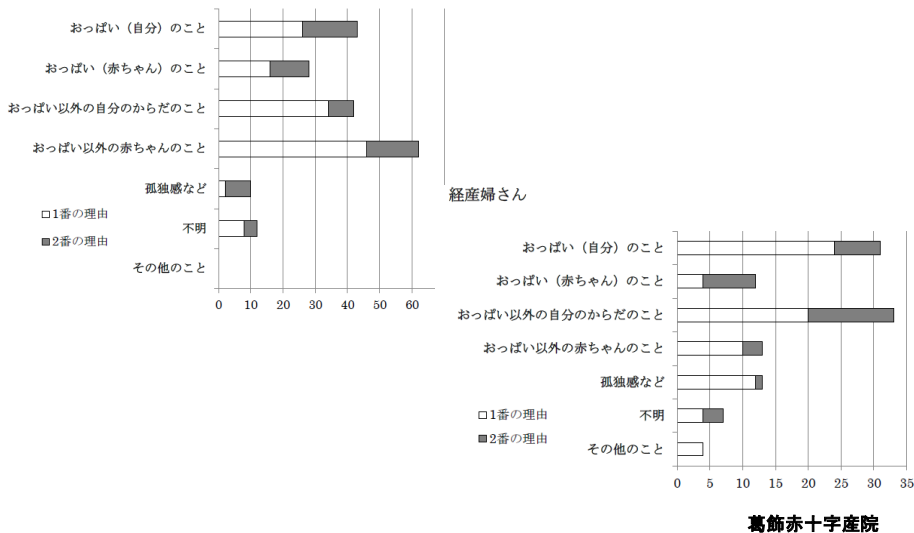 おっぱい（自分）のこと
おっぱい（赤ちゃん）のこと
おっぱい以外の自分のからだのこと
おっぱい以外の赤ちゃんのこと
孤独感など
不明
その他のこと
1番の理由
2番の理由
0 10 20 30 40 50 60
経産婦さん
おっぱい（自分）のこと
おっぱい（赤ちゃん）のこと
おっぱい以外の自分のからだのこと
おっぱい以外の赤ちゃんのこと
孤独感など
不明
その他のこと
1番の理由
2番の理由
0 5 10 15 20 25 30 35
葛飾赤十字産院